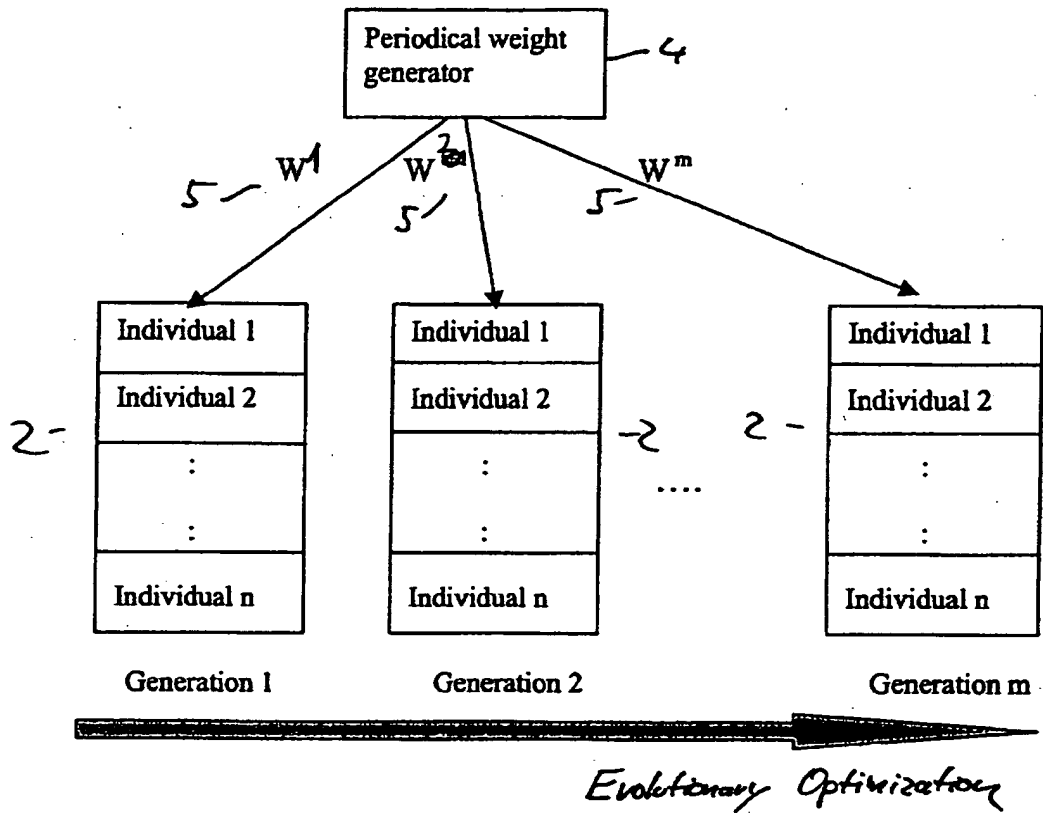 Periodical weight
generator
4
W1
W2
Wm
5
5
5
Individual 1
Individual 2
:
:
Individual n
2
Individual 1
Individual 2
:
:
Individual n
2
....
2
Individual 1
Individual 2
:
:
Individual n
Generation 1
Generation 2
Generation m
Evolutionary Optimization